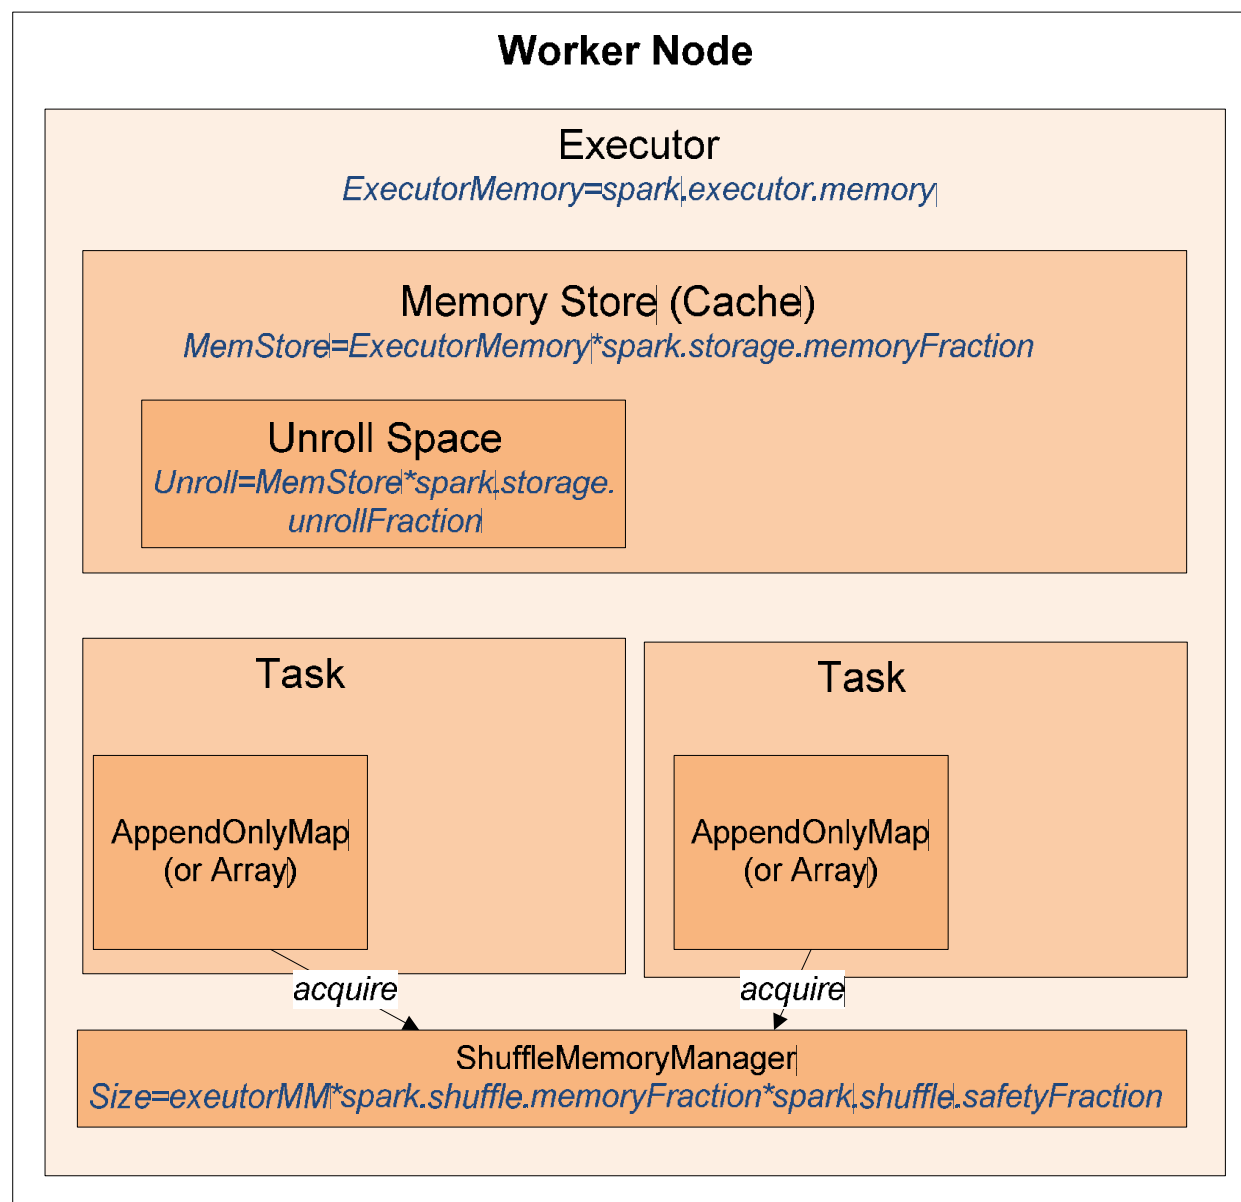 Worker Node
Executor
ExecutorMemory=spark.executor.memory
Memory Store (Cache)
MemStore=ExecutorMemory*spark.storage.memoryFraction
Unroll Space
Unroll=MemStore*spark.storage.
unrollFraction
Task
AppendOnlyMap
(or Array)
acquire
Task
AppendOnlyMap
(or Array)
acquire
ShuffleMemoryManager
Size=exeutorMM*spark.shuffle.memoryFraction*spark.shuffle.safetyFraction